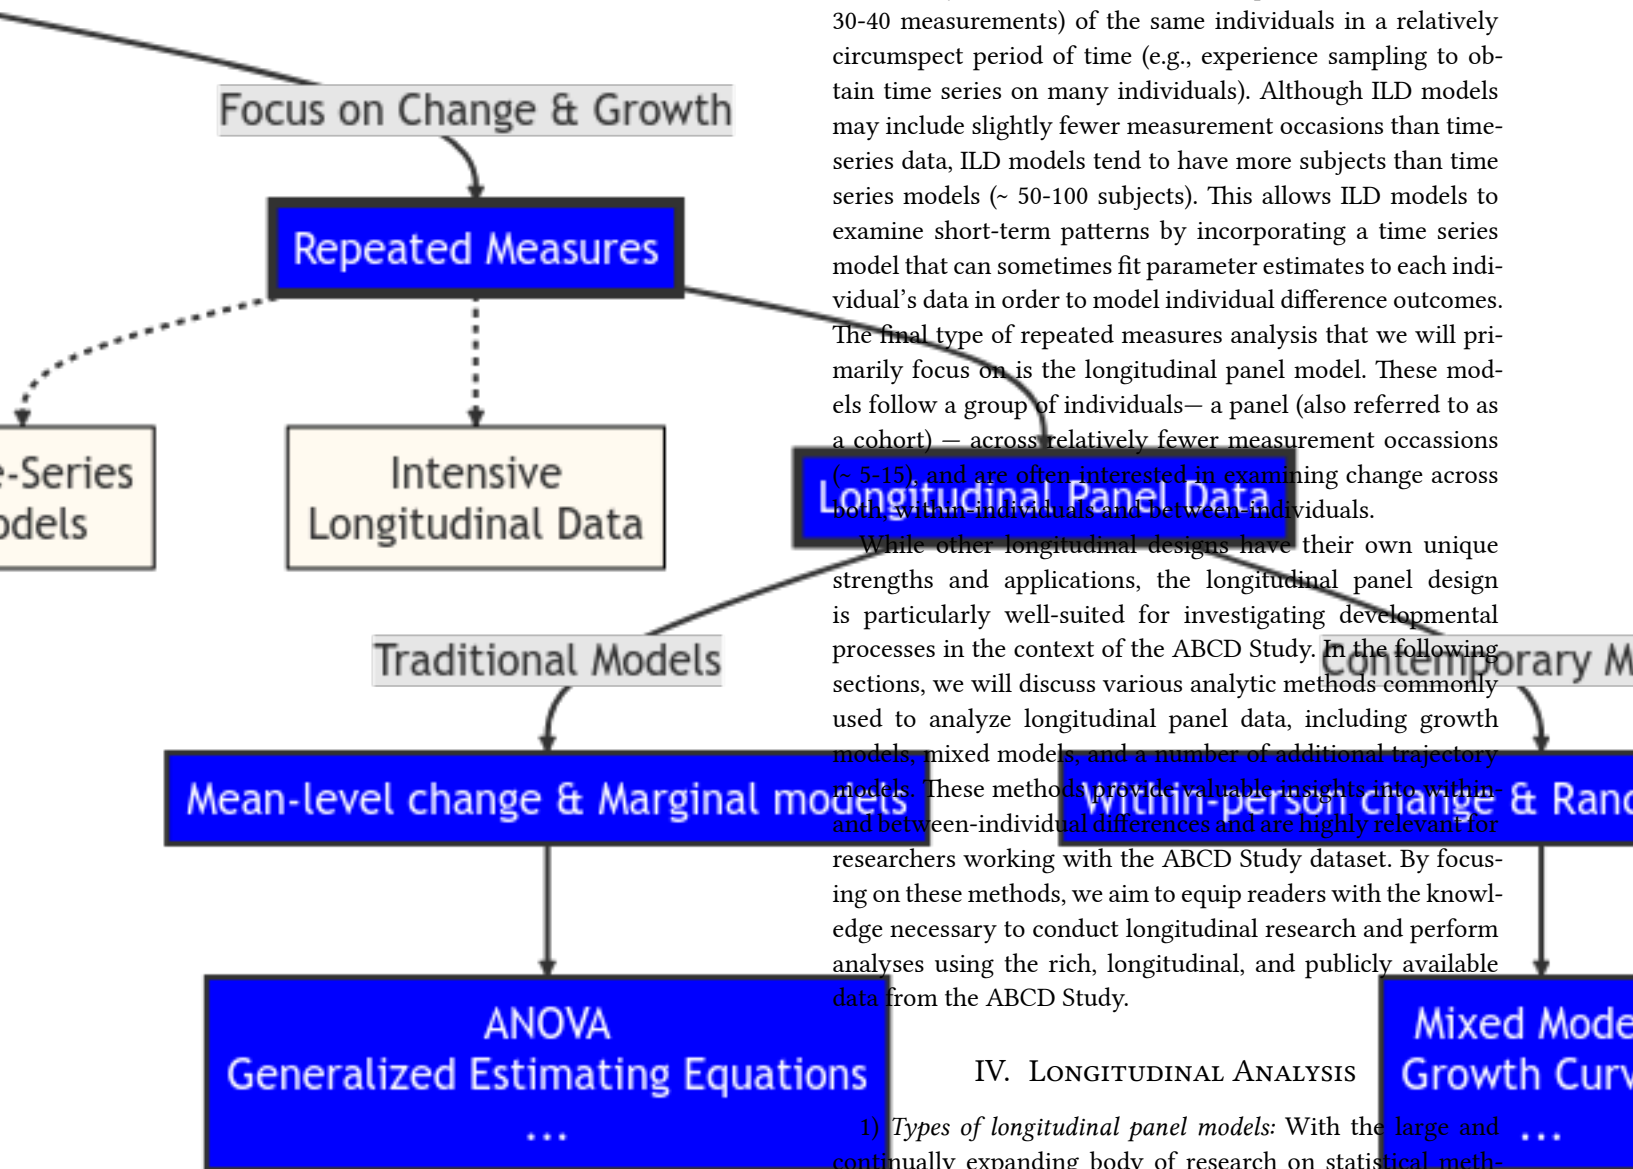 Focus on Change & Growth
Repeated Measures
e-Series
odels
Intensive
Longitudinal Data
Longitudinal Panel Data
Traditional Models
Contemporary M
Mean-level change & Marginal models
Within-person change & Rand
ANOVA
Generalized Estimating Equations
...
Mixed Mode
Growth Curv
...
30-40 measurements) of the same individuals in a relatively
circumspect period of time (e.g., experience sampling to ob-
tain time series on many individuals). Although ILD models
may include slightly fewer measurement occasions than time-
series data, ILD models tend to have more subjects than time
series models (~ 50-100 subjects). This allows ILD models to
examine short-term patterns by incorporating a time series
model that can sometimes fit parameter estimates to each indi-
vidual’s data in order to model individual difference outcomes.
The final type of repeated measures analysis that we will pri-
marily focus on is the longitudinal panel model. These mod-
els follow a group of individuals— a panel (also referred to as
a cohort) — across relatively fewer measurement occassions
(~ 5-15), and are often interested in examining change across
both, within-individuals and between-individuals.
While other longitudinal designs have their own unique
strengths and applications, the longitudinal panel design
is particularly well-suited for investigating developmental
processes in the context of the ABCD Study. In the following
sections, we will discuss various analytic methods commonly
used to analyze longitudinal panel data, including growth
models, mixed models, and a number of additional trajectory
models. These methods provide valuable insights into within-
and between-individual differences and are highly relevant for
researchers working with the ABCD Study dataset. By focus-
ing on these methods, we aim to equip readers with the knowl-
edge necessary to conduct longitudinal research and perform
analyses using the rich, longitudinal, and publicly available
data from the ABCD Study.
IV. Longitudinal Analysis
1) Types of longitudinal panel models: With the large and
continually expanding body of research on statistical meth-